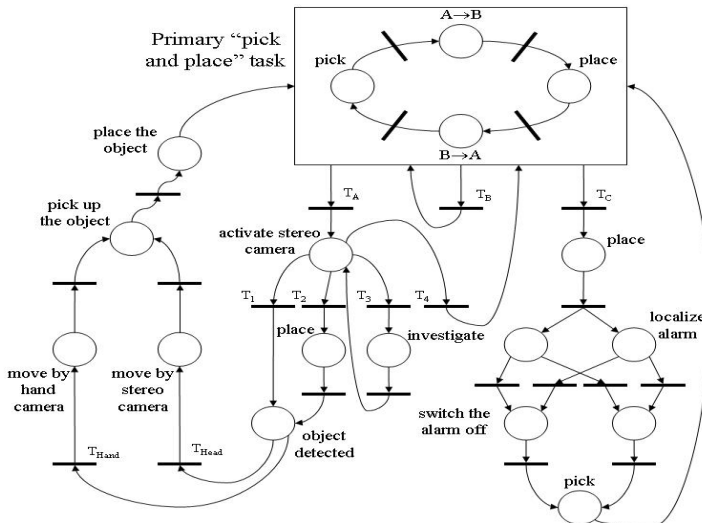 A→B
Primary “pick
and place” task
pick
place
B→A
place the
object
pick up
the object
T_A
T_B
T_C
activate stereo
camera
place
T_1
T_2
T_3
T_4
place
investigate
localize
alarm
move by
hand
camera
move by
stereo
camera
switch the
alarm off
object
detected
T_Hand
T_Head
pick